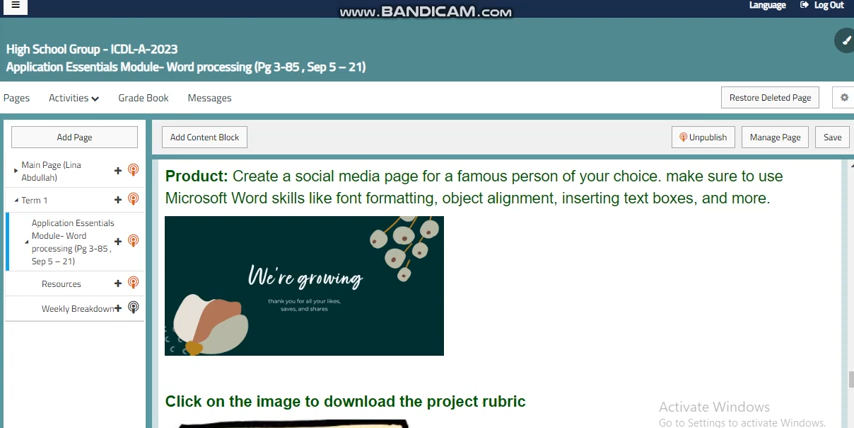 www.BANDICAM.com
Language Log Out
High School Group - ICDL-A-2023
Application Essentials Module- Word processing (Pg 3-85 , Sep 5 – 21)
Pages Activities Grade Book Messages Restore Deleted Page
Add Page
Add Content Block Unpublish Manage Page Save
Main Page (Lina
Abdullah)
Term 1
Application Essentials
Module- Word
processing (Pg 3-85 ,
Sep 5 – 21)
Resources
Weekly Breakdown
Product: Create a social media page for a famous person of your choice. make sure to use
Microsoft Word skills like font formatting, object alignment, inserting text boxes, and more.
We're growing
thank you for all your likes,
saves, and shares
Click on the image to download the project rubric
Activate Windows
Go to Settings to activate Windows.